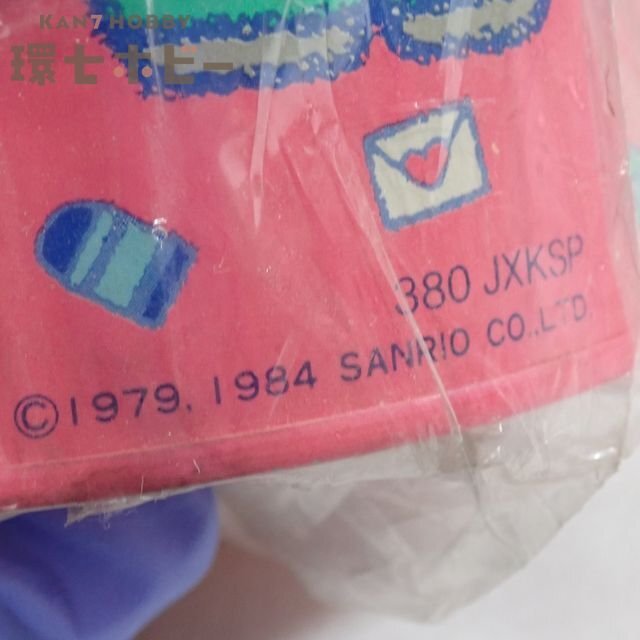 KAN7HOBBY
環七ホビー
380 JXKSP
©1979, 1984 SANRIO CO.,LTD.